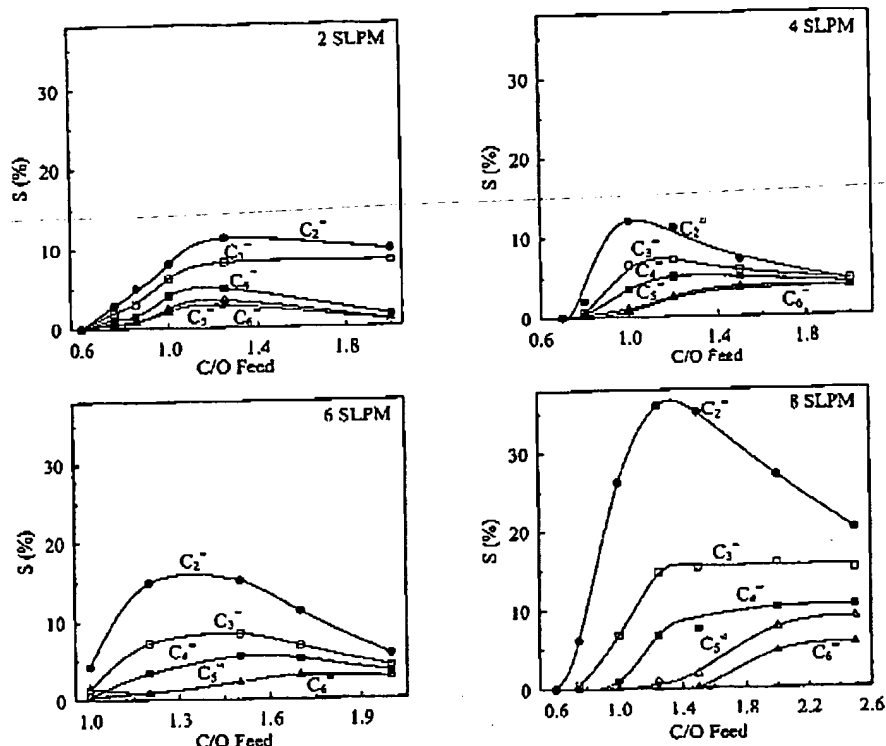 2 SLPM
S (%)
30
20
10
0
C₂⁼
C₃⁼
C₆⁼
C₅⁼ C₆⁼
0.6 1.0 1.4 1.8
C/O Feed
4 SLPM
S (%)
30
20
10
0
C₂⁼
C₃⁼
C₄⁼
C₅⁼
C₆⁼
0.6 1.0 1.4 1.8
C/O Feed
6 SLPM
S (%)
30
20
10
0
C₂⁼
C₃⁼
C₄⁼
C₅⁼
C₆⁼
1.0 1.3 1.6 1.9
C/O Feed
8 SLPM
S (%)
30
20
10
0
C₂⁼
C₃⁼
C₄⁼
C₅⁼
C₆⁼
0.6 1.0 1.4 1.8 2.2 2.6
C/O Feed